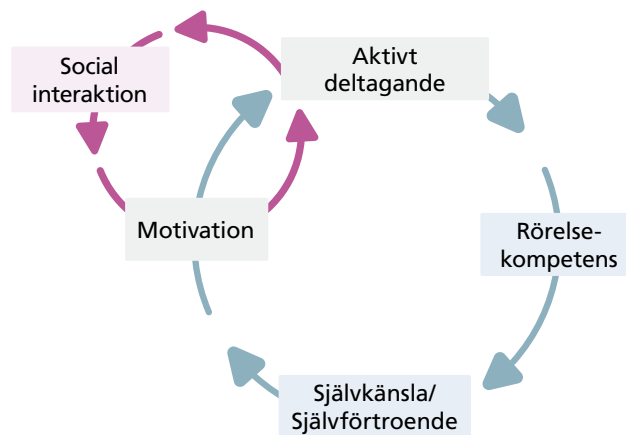 Aktivt
deltagande
Social
interaktion
Motivation
Rörelse-
kompetens
Självkänsla/
Självförtroende